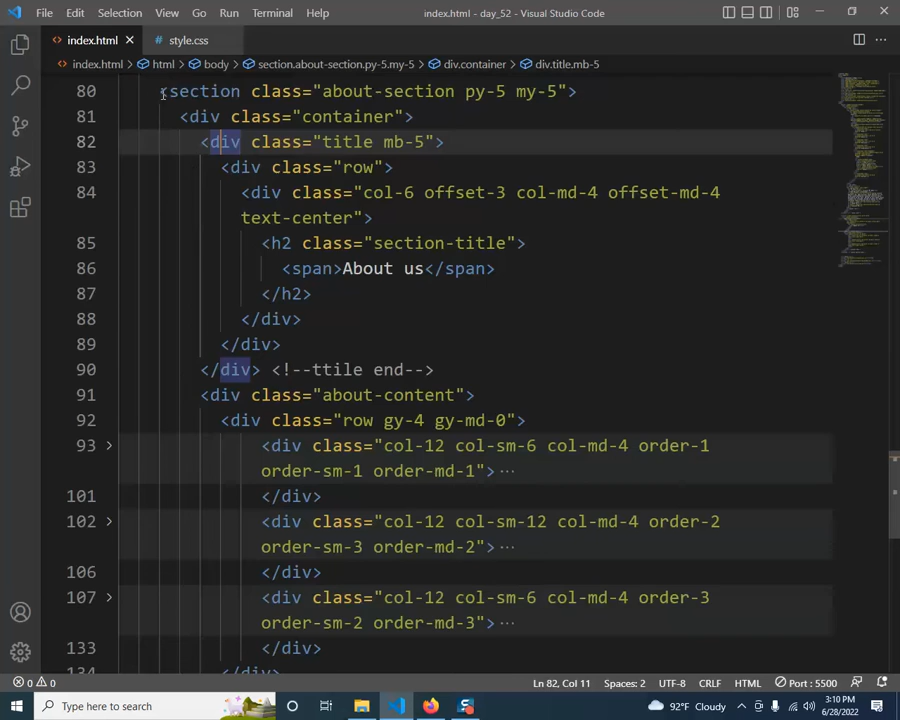 File Edit Selection View Go Run Terminal Help index.html - day_52 - Visual Studio Code
index.html style.css
index.html > html > body > section.about-section.py-5.my-5 > div.container > div.title.mb-5
80 <section class="about-section py-5 my-5">
81 <div class="container">
82 <div class="title mb-5">
83 <div class="row">
84 <div class="col-6 offset-3 col-md-4 offset-md-4
text-center">
85 <h2 class="section-title">
86 <span>About us</span>
87 </h2>
88 </div>
89 </div>
90 </div> <!--ttile end-->
91 <div class="about-content">
92 <div class="row gy-4 gy-md-0">
93 <div class="col-12 col-sm-6 col-md-4 order-1
order-sm-1 order-md-1">···
101 </div>
102 <div class="col-12 col-sm-12 col-md-4 order-2
order-sm-3 order-md-2">···
106 </div>
107 <div class="col-12 col-sm-6 col-md-4 order-3
order-sm-2 order-md-3">···
133 </div>
134 </div>
0 0 Ln 82, Col 11 Spaces: 2 UTF-8 CRLF HTML Port : 5500
Type here to search 92°F Cloudy 3:10 PM
6/28/2022